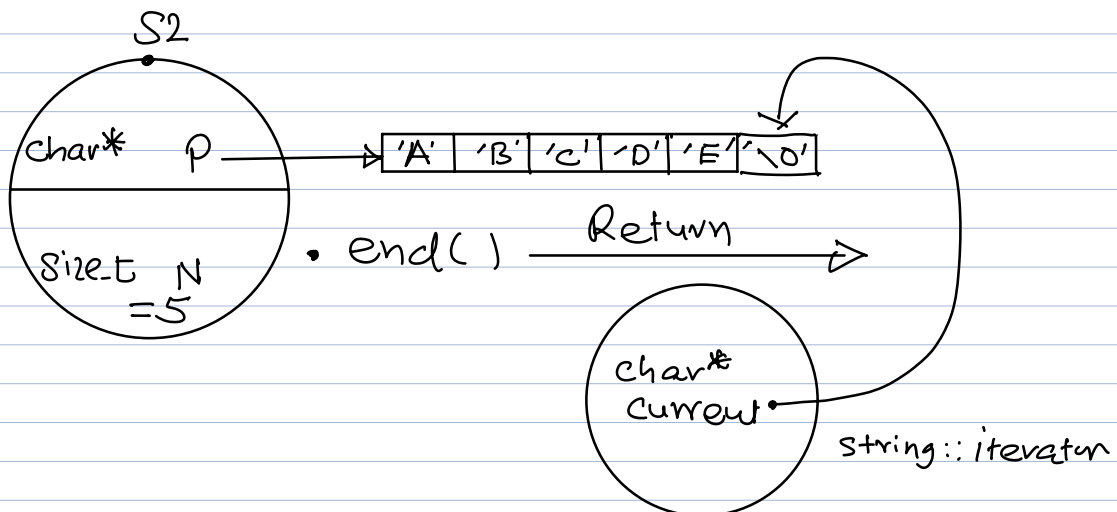 S2
char* P
'A' 'B' 'C' 'D' 'E' '\0'
. end() Return
size_t N
=5
char*
current
string::iterator